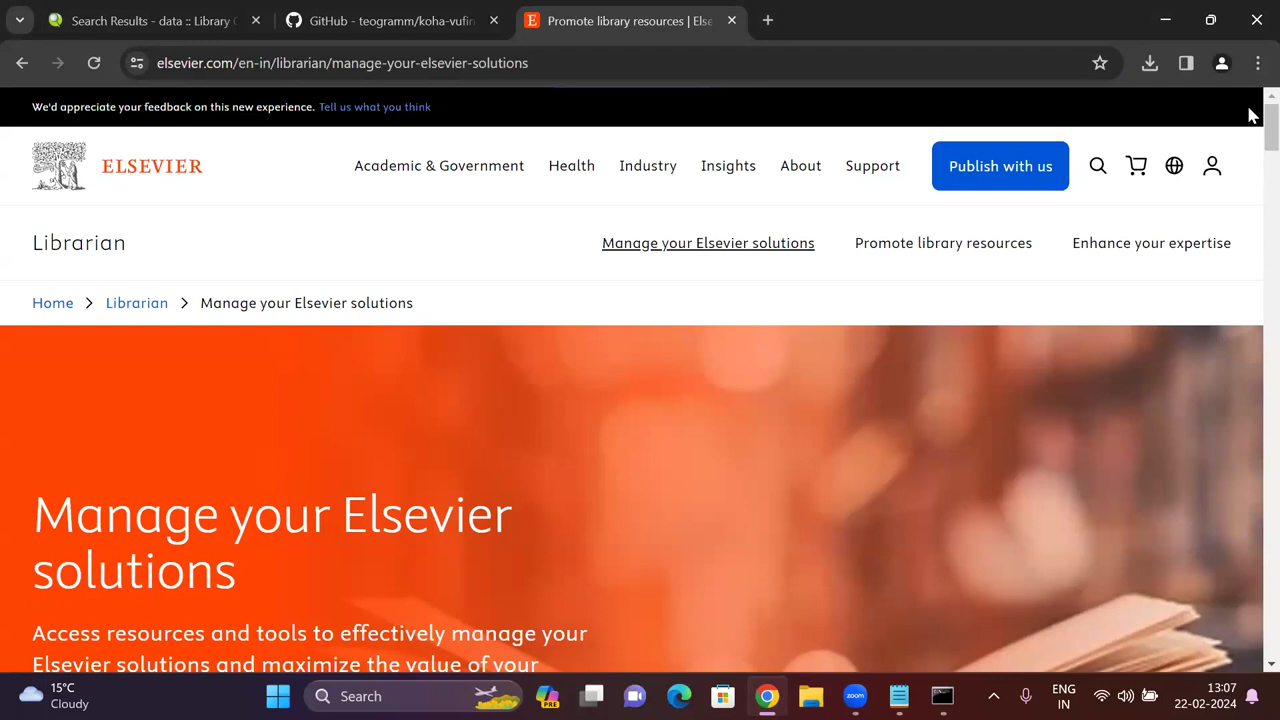 Search Results - data :: Library C
GitHub - teogramm/koha-vufin
Promote library resources | Else
elsevier.com/en-in/librarian/manage-your-elsevier-solutions
We'd appreciate your feedback on this new experience. Tell us what you think
ELSEVIER
Academic & Government
Health
Industry
Insights
About
Support
Publish with us
Librarian
Manage your Elsevier solutions
Promote library resources
Enhance your expertise
Home
Librarian
Manage your Elsevier solutions
Manage your Elsevier
solutions
Access resources and tools to effectively manage your
Elsevier solutions and maximize the value of your
15°C
Cloudy
Search
PRE
zoom
ENG
IN
13:07
22-02-2024